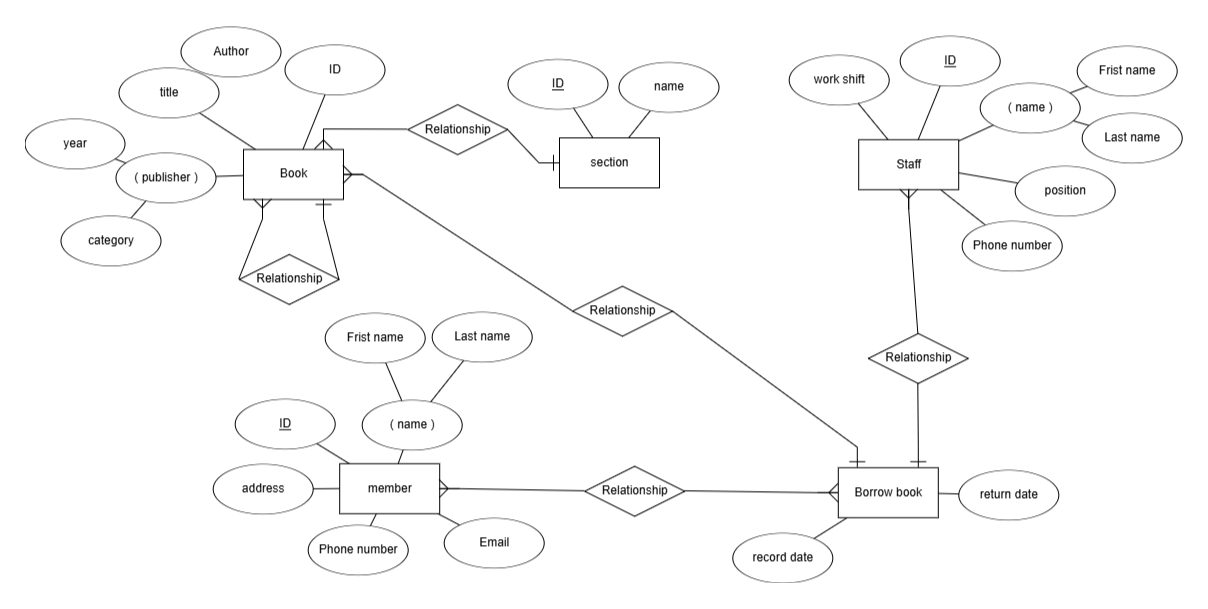 Author
ID
title
year
( publisher )
category
Book
Relationship
Relationship
ID
name
section
work shift
ID
Frist name
( name )
Last name
Staff
position
Phone number
Relationship
Relationship
Frist name
Last name
ID
( name )
address
member
Phone number
Email
Relationship
Borrow book
return date
record date